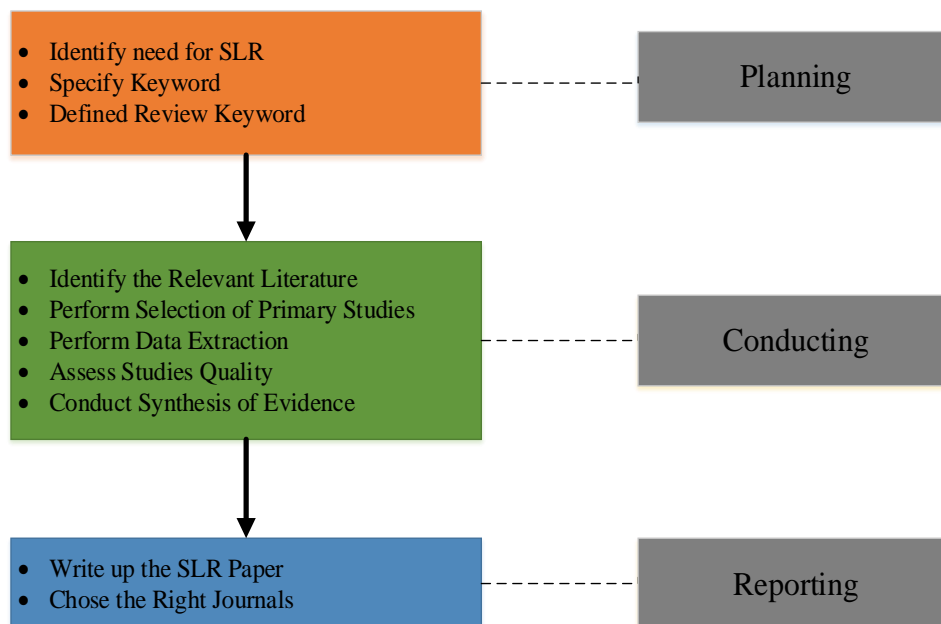 • Identify need for SLR
• Specify Keyword
• Defined Review Keyword
Planning
• Identify the Relevant Literature
• Perform Selection of Primary Studies
• Perform Data Extraction
• Assess Studies Quality
• Conduct Synthesis of Evidence
Conducting
• Write up the SLR Paper
• Chose the Right Journals
Reporting